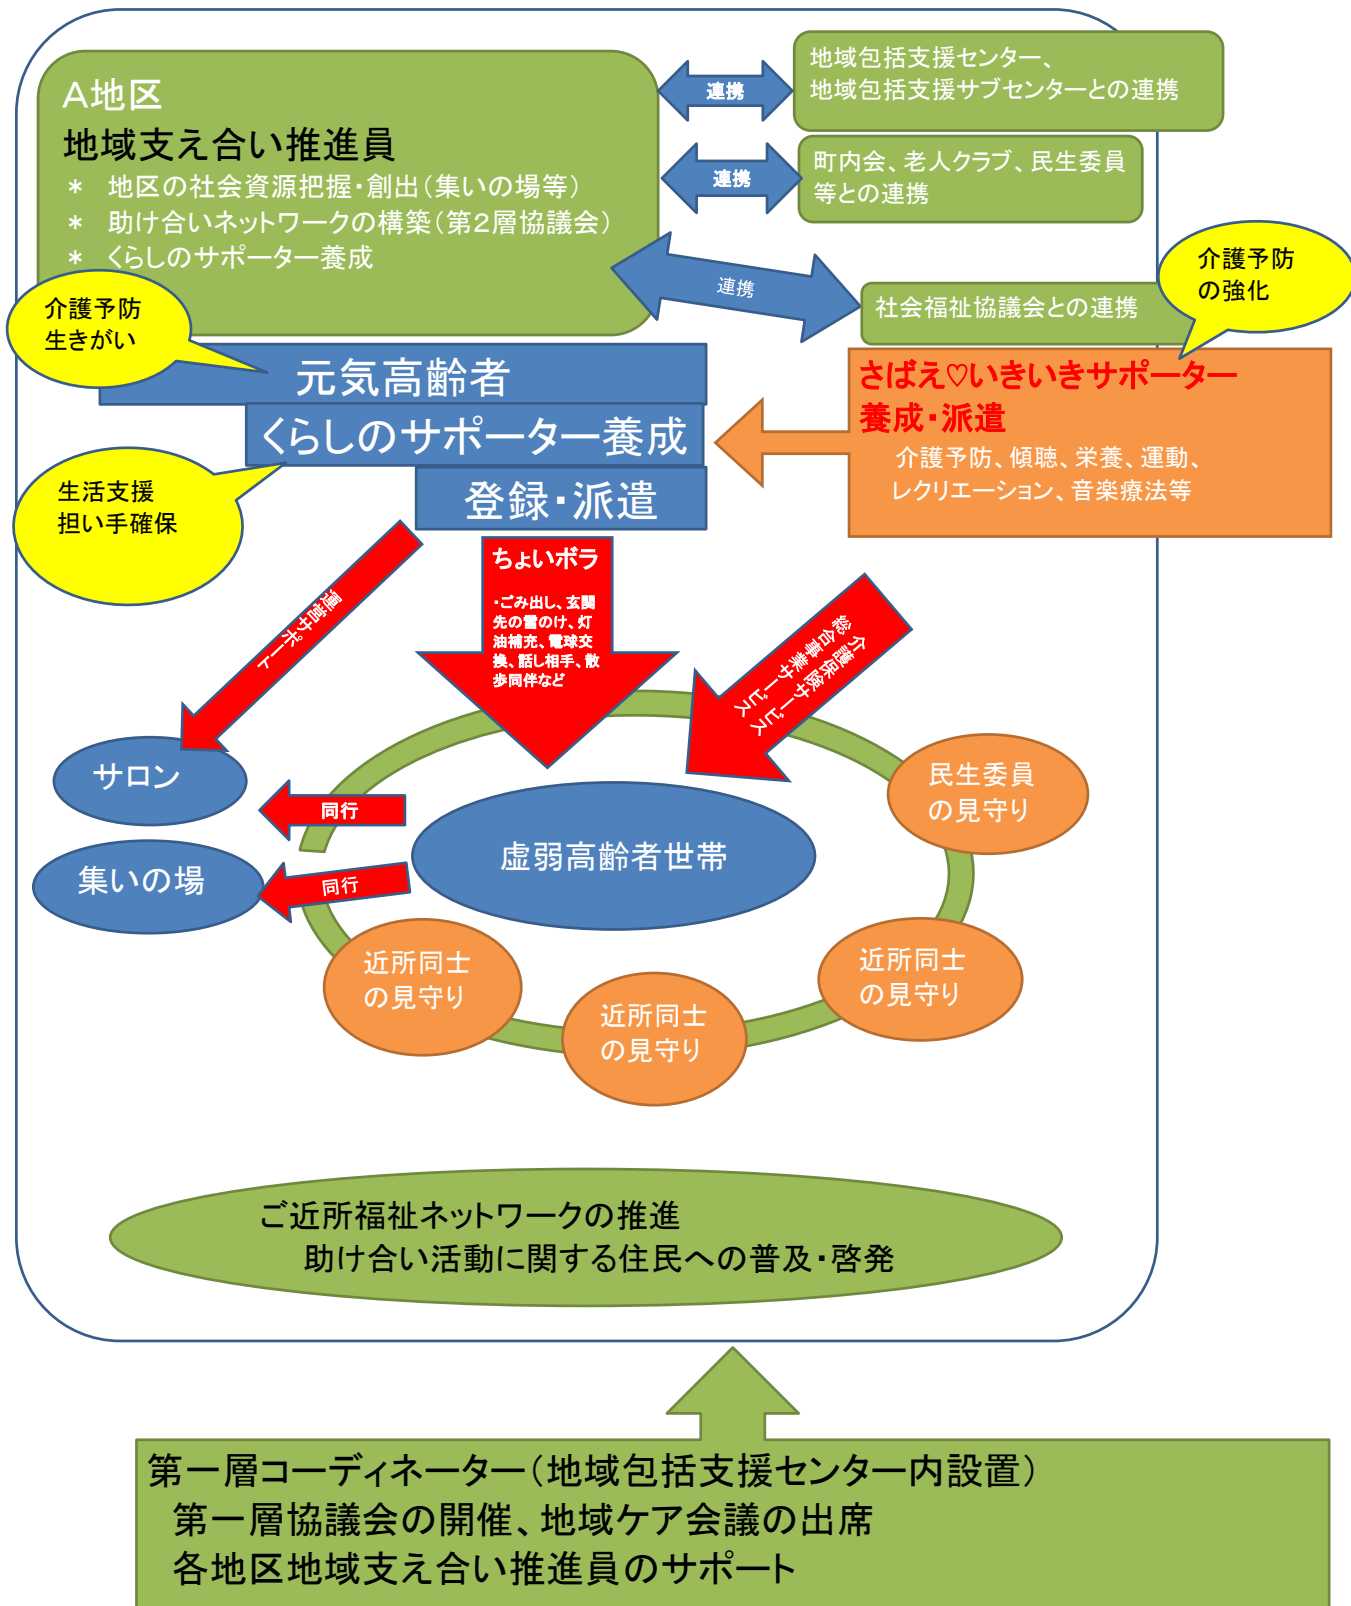 A地区
地域支え合い推進員
* 地区の社会資源把握・創出（集いの場等）
* 助け合いネットワークの構築（第2層協議会）
* くらしのサポーター養成
連携
地域包括支援センター、
地域包括支援サブセンターとの連携
連携
町内会、老人クラブ、民生委員
等との連携
連携
社会福祉協議会との連携
介護予防
の強化
介護予防
生きがい
元気高齢者
くらしのサポーター養成
登録・派遣
さばえ♡いきいきサポーター
養成・派遣
介護予防、傾聴、栄養、運動、
レクリエーション、音楽療法等
生活支援
担い手確保
運営サポート
ちょいボラ
・ごみ出し、玄関
先の雪のけ、灯
油補充、電球交
換、話し相手、散
歩同伴など
介護保険サービス
総合事業サービス
サロン
同行
集いの場
同行
虚弱高齢者世帯
民生委員
の見守り
近所同士
の見守り
近所同士
の見守り
近所同士
の見守り
ご近所福祉ネットワークの推進
助け合い活動に関する住民への普及・啓発
第一層コーディネーター（地域包括支援センター内設置）
第一層協議会の開催、地域ケア会議の出席
各地区地域支え合い推進員のサポート